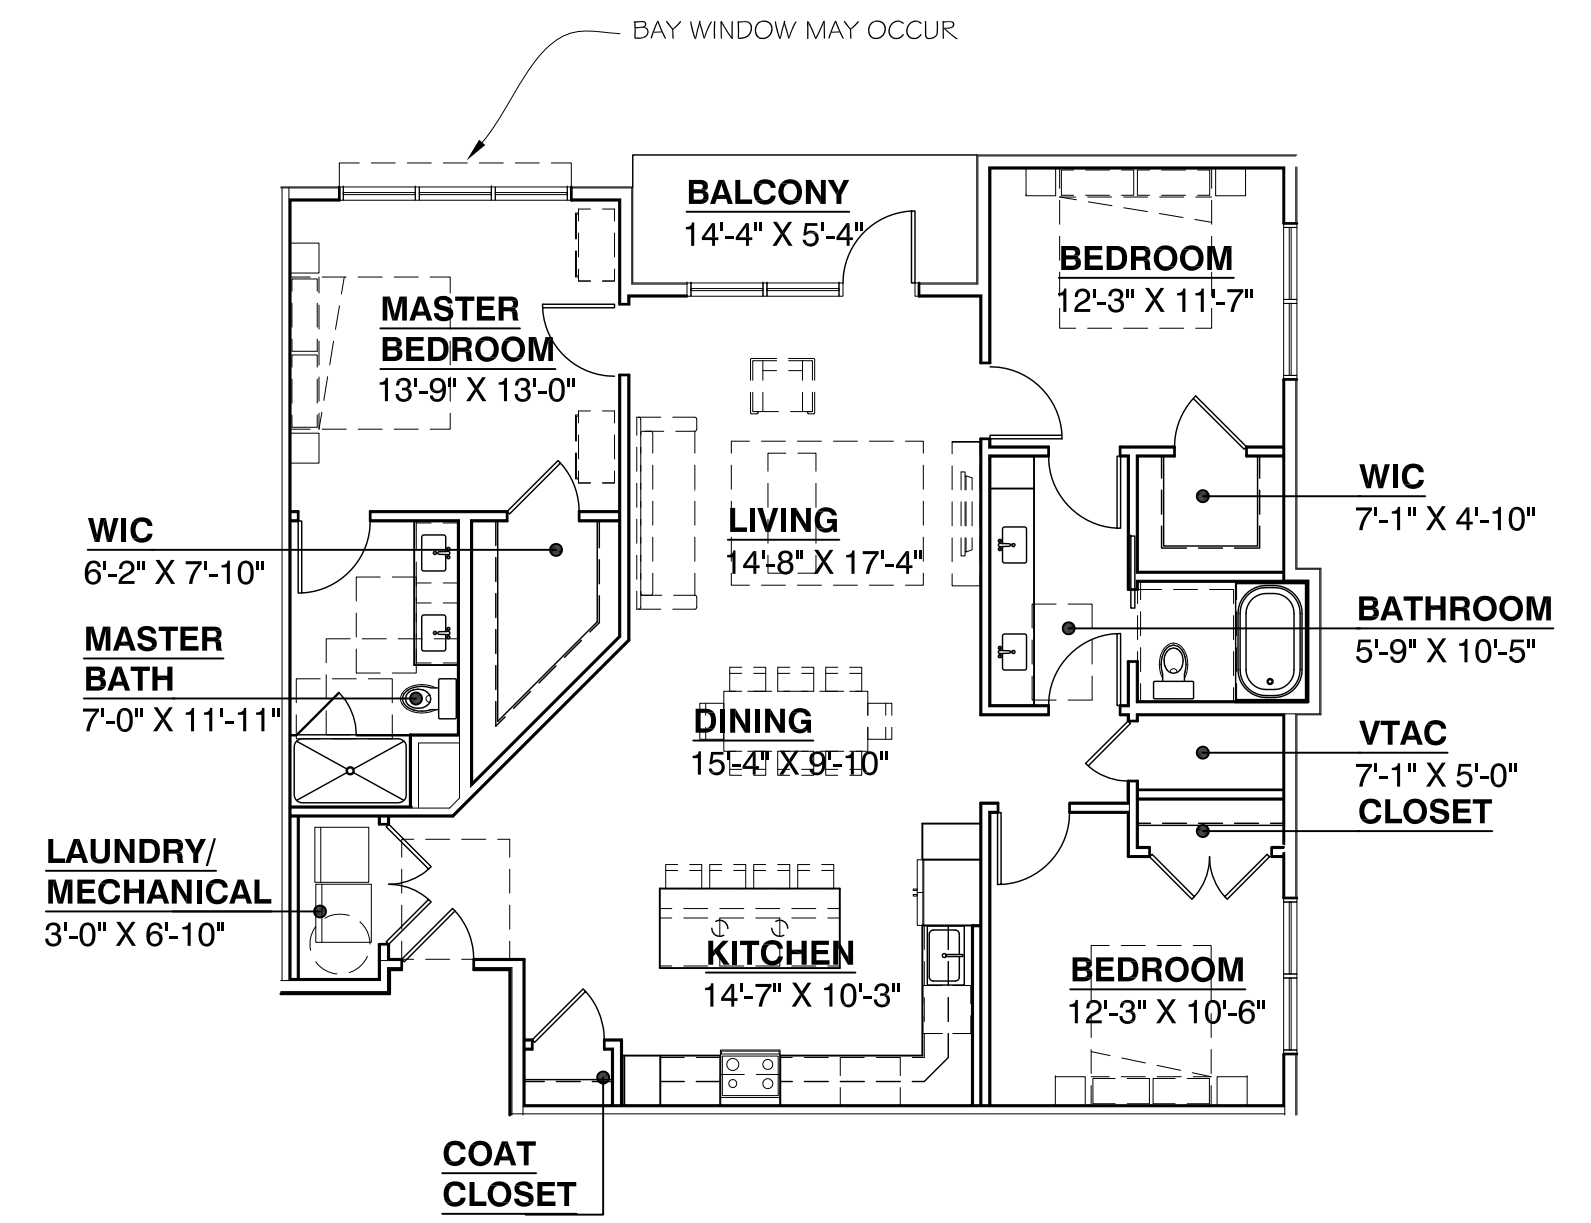 BAY WINDOW MAY OCCUR
BALCONY
14'-4" X 5'-4"
BEDROOM
12'-3" X 11'-7"
MASTER
BEDROOM
13'-9" X 13'-0"
WIC
7'-1" X 4'-10"
LIVING
14'-8" X 17'-4"
WIC
6'-2" X 7'-10"
BATHROOM
5'-9" X 10'-5"
MASTER
BATH
7'-0" X 11'-11"
DINING
15'-4" X 9'-10"
VTAC
7'-1" X 5'-0"
CLOSET
LAUNDRY/
MECHANICAL
3'-0" X 6'-10"
KITCHEN
14'-7" X 10'-3"
BEDROOM
12'-3" X 10'-6"
COAT
CLOSET